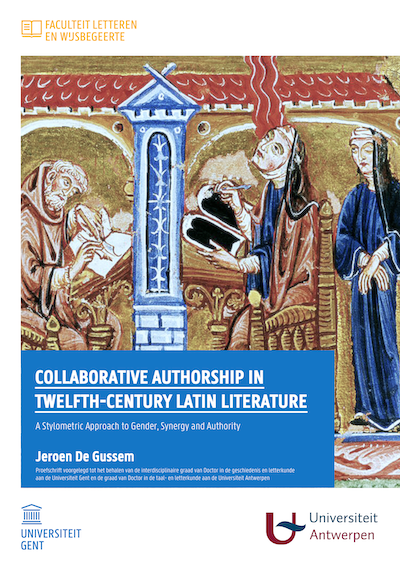 FACULTEIT LETTEREN
EN WIJSBEGEERTE
COLLABORATIVE AUTHORSHIP IN
TWELFTH-CENTURY LATIN LITERATURE
A Stylometric Approach to Gender, Synergy and Authority
Jeroen De Gussem
Proefschrift voorgelegd tot het behalen van de interdisciplinaire graad van Doctor in de geschiedenis en letterkunde
aan de Universiteit Gent en de graad van Doctor in de taal- en letterkunde aan de Universiteit Antwerpen
UNIVERSITEIT
GENT
Universiteit
Antwerpen